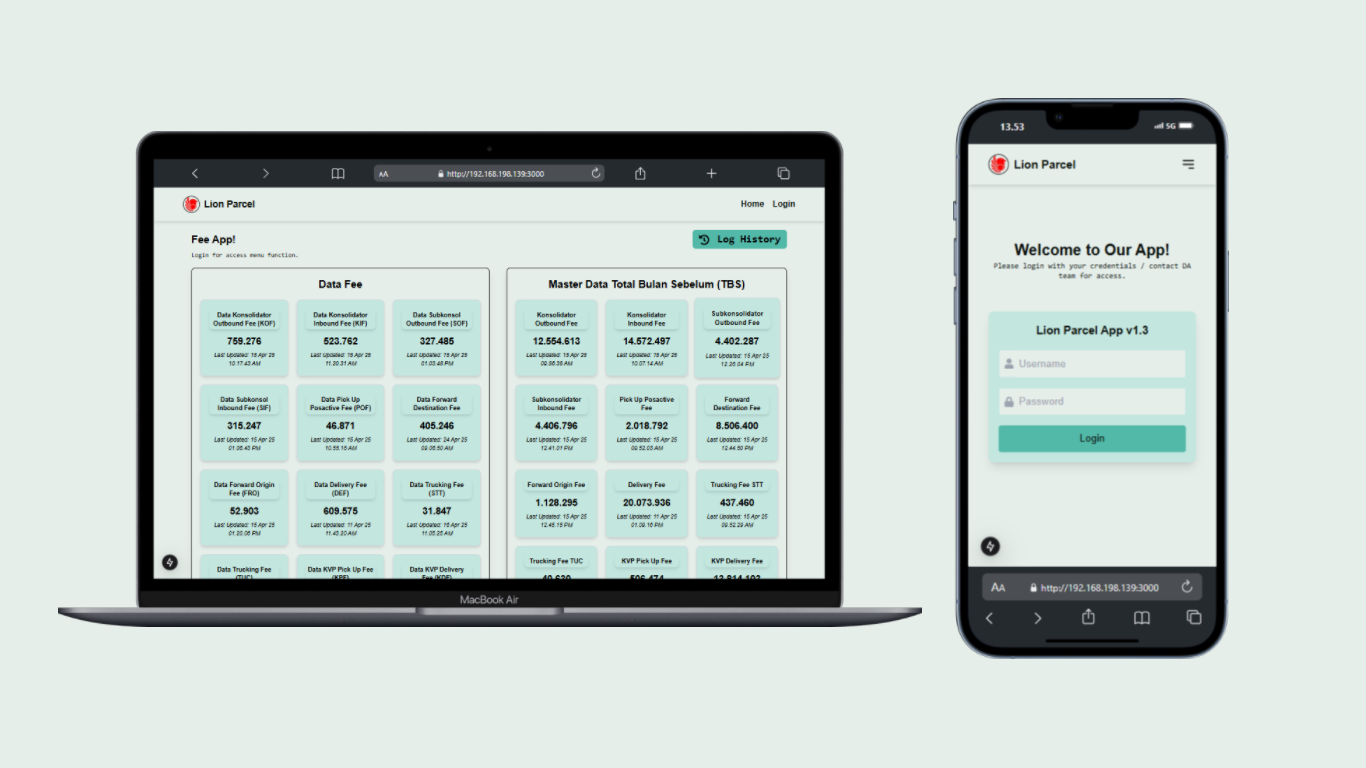 AA
http://192.168.198.139:3000
Lion Parcel
Home Login
Fee App!
Login for access menu function.
Log History
Data Fee
Data Konsolidator
Outbound Fee (KOF)
759.276
Last Updated: 15 Apr 25
10.17.43 AM
Data Konsolidator
Inbound Fee (KIF)
523.762
Last Updated: 15 Apr 25
11.20.31 AM
Data Subkonsol
Outbound Fee (SOF)
327.485
Last Updated: 15 Apr 25
01.03.46 PM
Data Subkonsol
Inbound Fee (SIF)
315.247
Last Updated: 15 Apr 25
01.06.43 PM
Data Pick Up
Posactive Fee (POF)
46.871
Last Updated: 15 Apr 25
10.55.16 AM
Data Forward
Destination Fee
405.246
Last Updated: 24 Apr 25
09.06.50 AM
Data Forward Origin
Fee (FRO)
52.903
Last Updated: 15 Apr 25
01.20.06 PM
Data Delivery Fee
(DEF)
609.575
Last Updated: 11 Apr 25
11.43.20 AM
Data Trucking Fee
(STT)
31.847
Last Updated: 16 Apr 25
11.05.25 AM
Data Trucking Fee
(TUC)
Data KVP Pick Up Fee
(KPF)
Data KVP Delivery
Fee (KDF)
Master Data Total Bulan Sebelum (TBS)
Konsolidator
Outbound Fee
12.554.613
Last Updated: 15 Apr 25
09.56.36 AM
Konsolidator
Inbound Fee
14.572.497
Last Updated: 15 Apr 25
10.07.14 AM
Subkonsolidator
Outbound Fee
4.402.287
Last Updated: 15 Apr 25
12.26.04 PM
Subkonsolidator
Inbound Fee
4.406.796
Last Updated: 15 Apr 25
12.41.01 PM
Pick Up Posactive
Fee
2.018.792
Last Updated: 15 Apr 25
09.52.03 AM
Forward
Destination Fee
8.506.400
Last Updated: 15 Apr 25
12.44.50 PM
Forward Origin Fee
1.128.295
Last Updated: 15 Apr 25
12.45.15 PM
Delivery Fee
20.073.936
Last Updated: 11 Apr 25
01.09.16 PM
Trucking Fee STT
437.460
Last Updated: 15 Apr 25
09.52.29 AM
Trucking Fee TUC
40.630
KVP Pick Up Fee
506.474
KVP Delivery Fee
13.814.103
MacBook Air
13.53
5G
Lion Parcel
Welcome to Our App!
Please login with your credentials / contact DA
team for access.
Lion Parcel App v1.3
Username
Password
Login
AA
http://192.168.198.139:3000